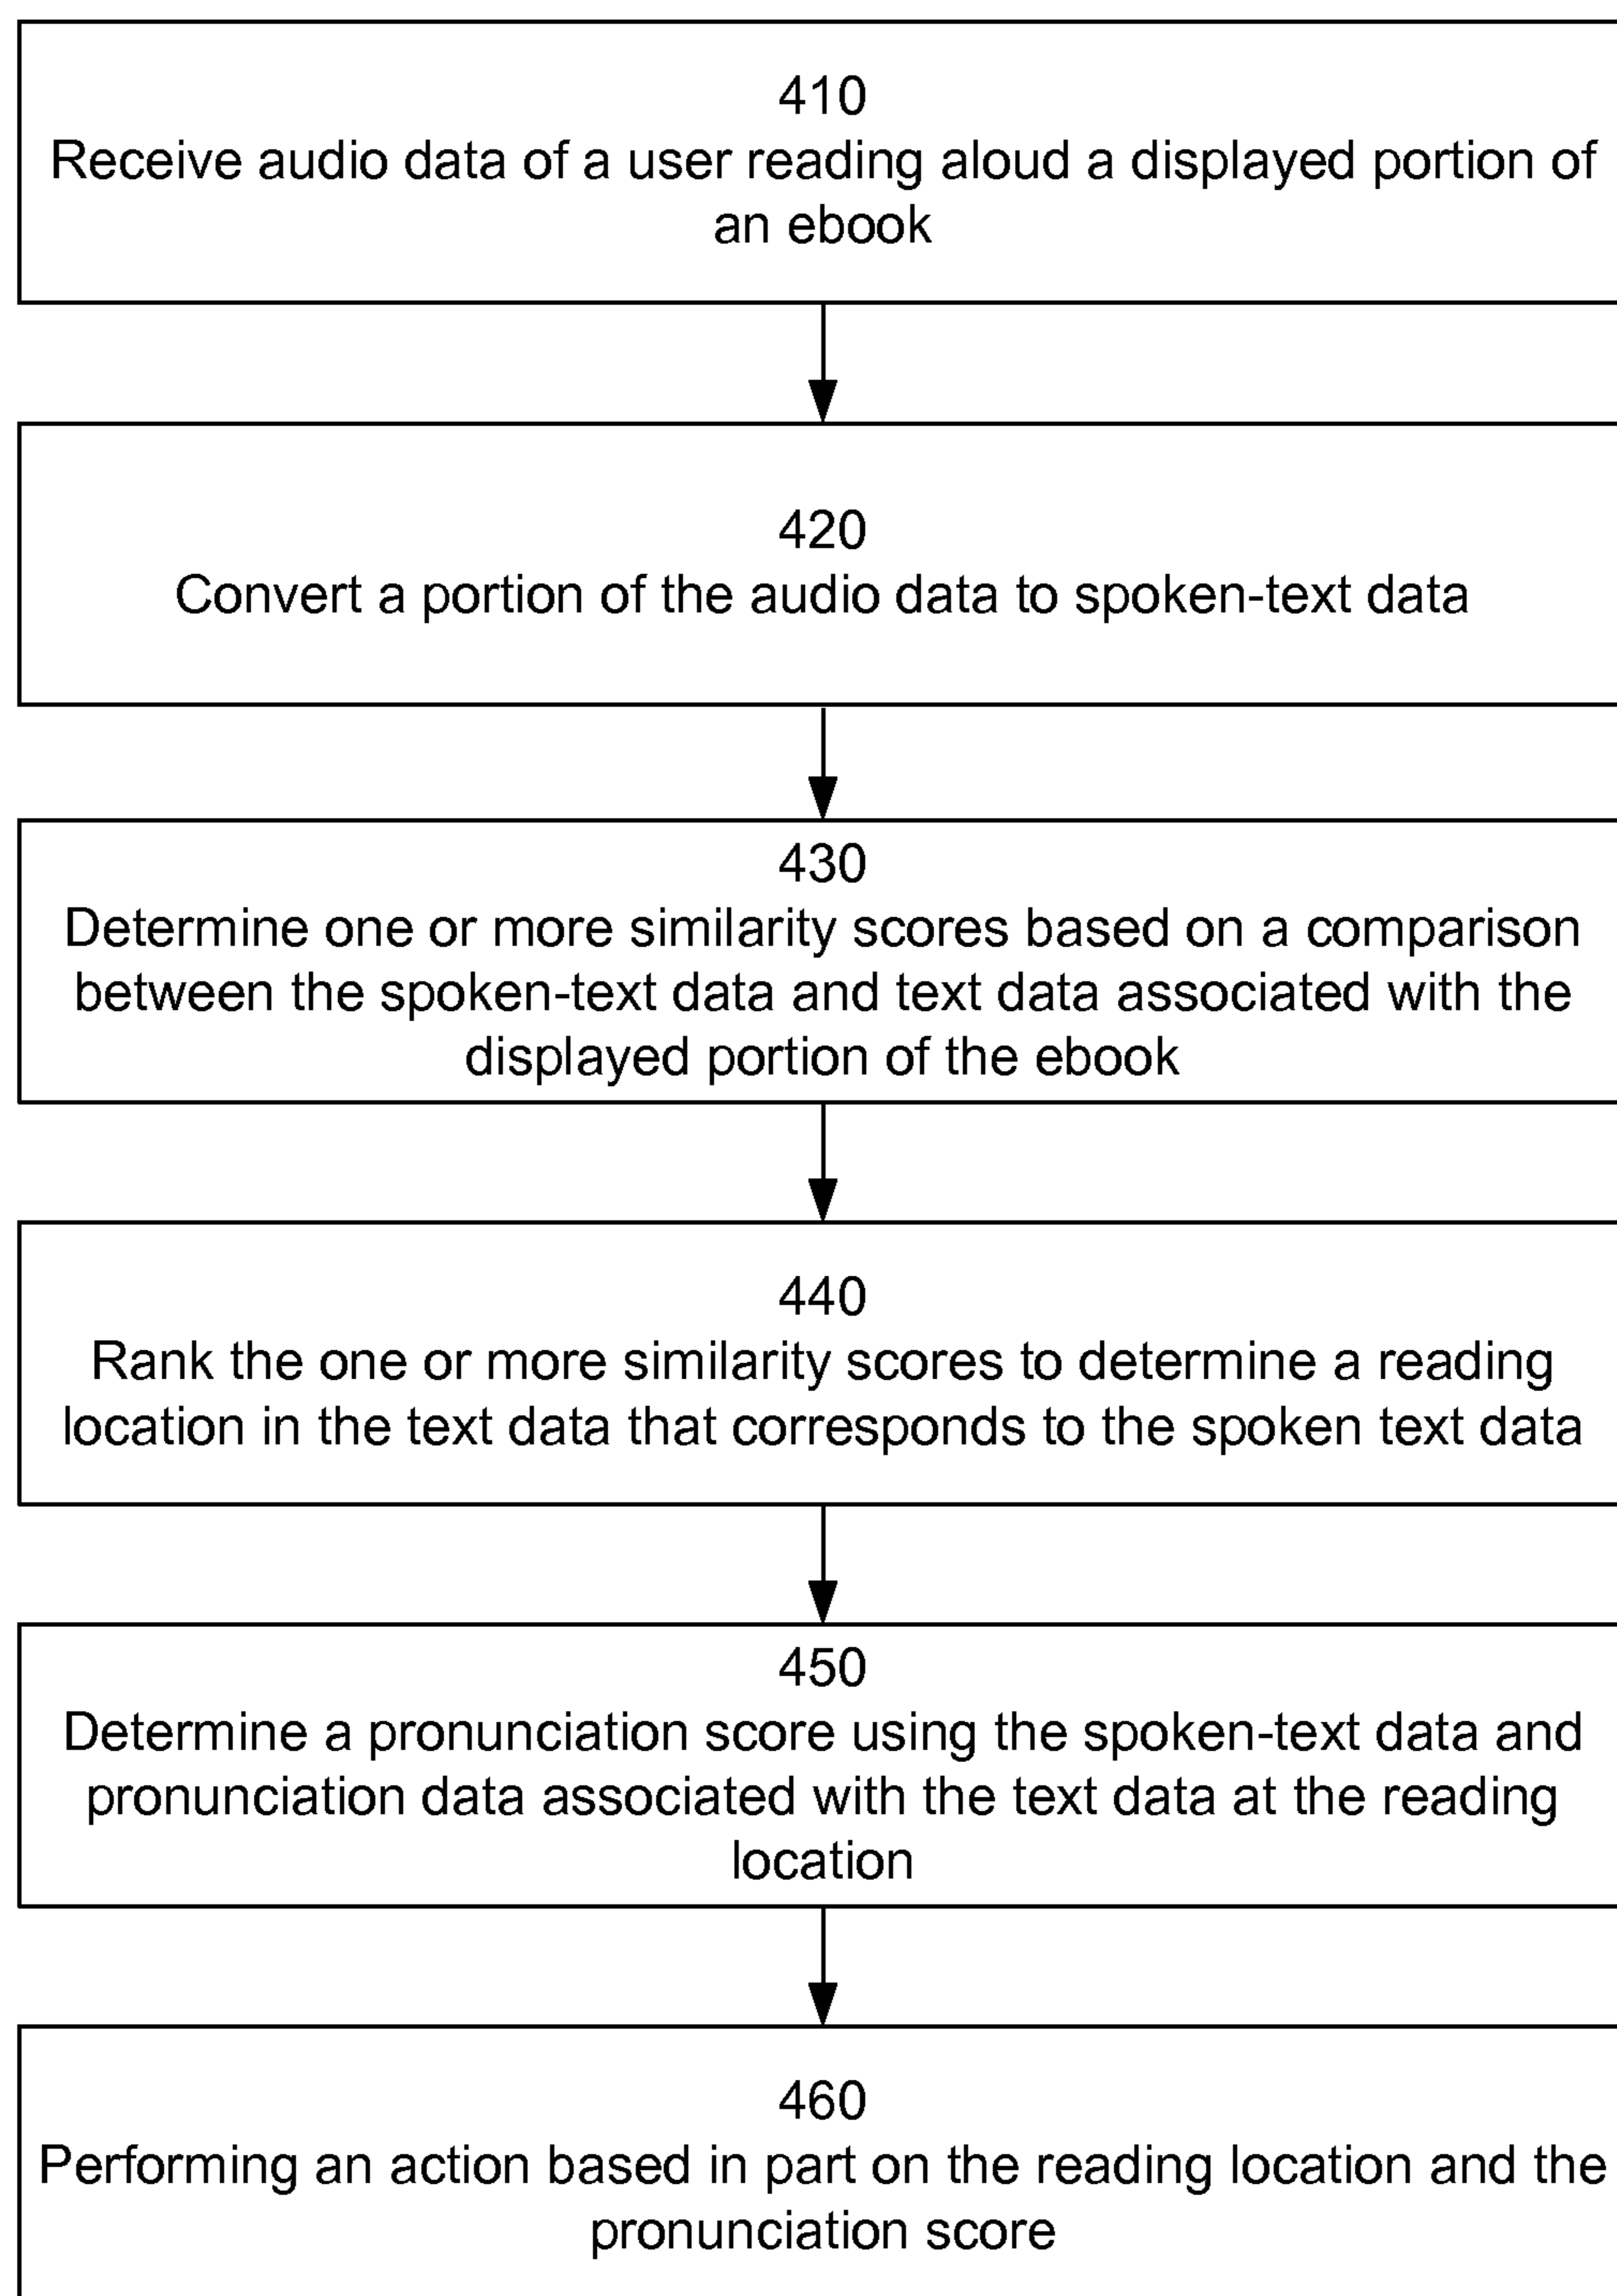 410
Receive audio data of a user reading aloud a displayed portion of
an ebook
420
Convert a portion of the audio data to spoken-text data
430
Determine one or more similarity scores based on a comparison
between the spoken-text data and text data associated with the
displayed portion of the ebook
440
Rank the one or more similarity scores to determine a reading
location in the text data that corresponds to the spoken text data
450
Determine a pronunciation score using the spoken-text data and
pronunciation data associated with the text data at the reading
location
460
Performing an action based in part on the reading location and the
pronunciation score